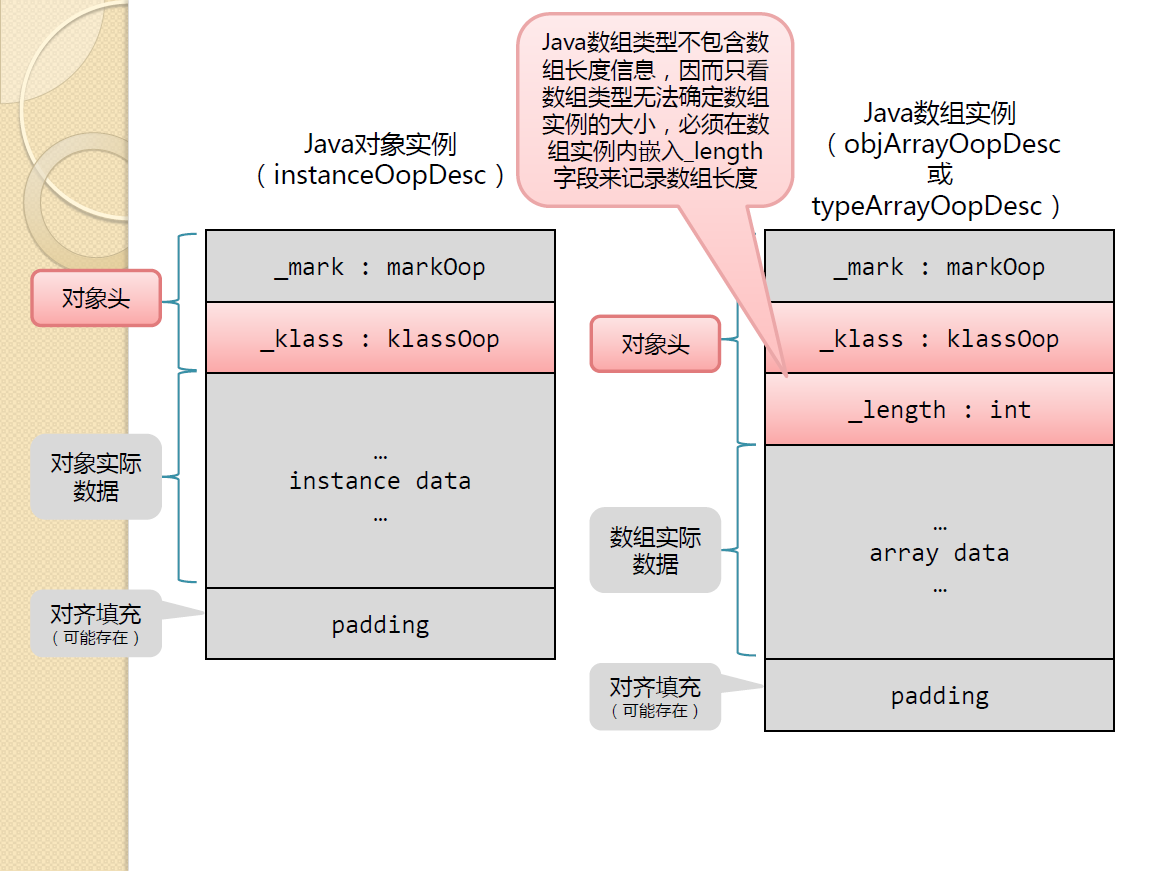 Java数组类型不包含数
组长度信息，因而只看
数组类型无法确定数组
实例的大小，必须在数
组实例内嵌入_length
字段来记录数组长度
Java对象实例
（instanceOopDesc）
对象头
_mark : markOop
_klass : klassOop
对象实际
数据
…
instance data
…
对齐填充
（可能存在）
padding
Java数组实例
（objArrayOopDesc
或
typeArrayOopDesc）
对象头
_mark : markOop
_klass : klassOop
_length : int
数组实际
数据
…
array data
…
对齐填充
（可能存在）
padding